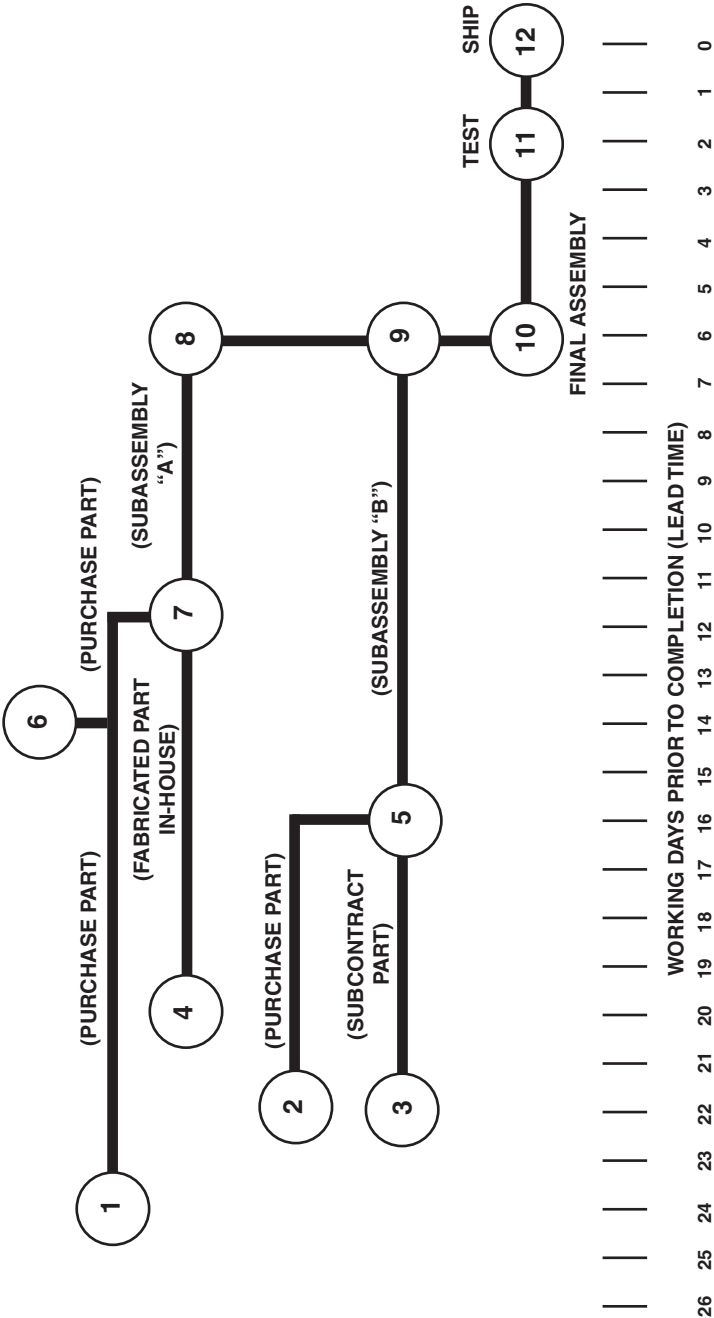 6
(PURCHASE PART)
(PURCHASE PART)
1
(FABRICATED PART
IN-HOUSE)
(SUBASSEMBLY
“A”)
4
7
8
(PURCHASE PART)
2
(SUBCONTRACT
PART)
(SUBASSEMBLY “B”)
3
5
9
TEST
SHIP
10
11
12
FINAL ASSEMBLY
WORKING DAYS PRIOR TO COMPLETION (LEAD TIME)
26 25 24 23 22 21 20 19 18 17 16 15 14 13 12 11 10 9 8 7 6 5 4 3 2 1 0